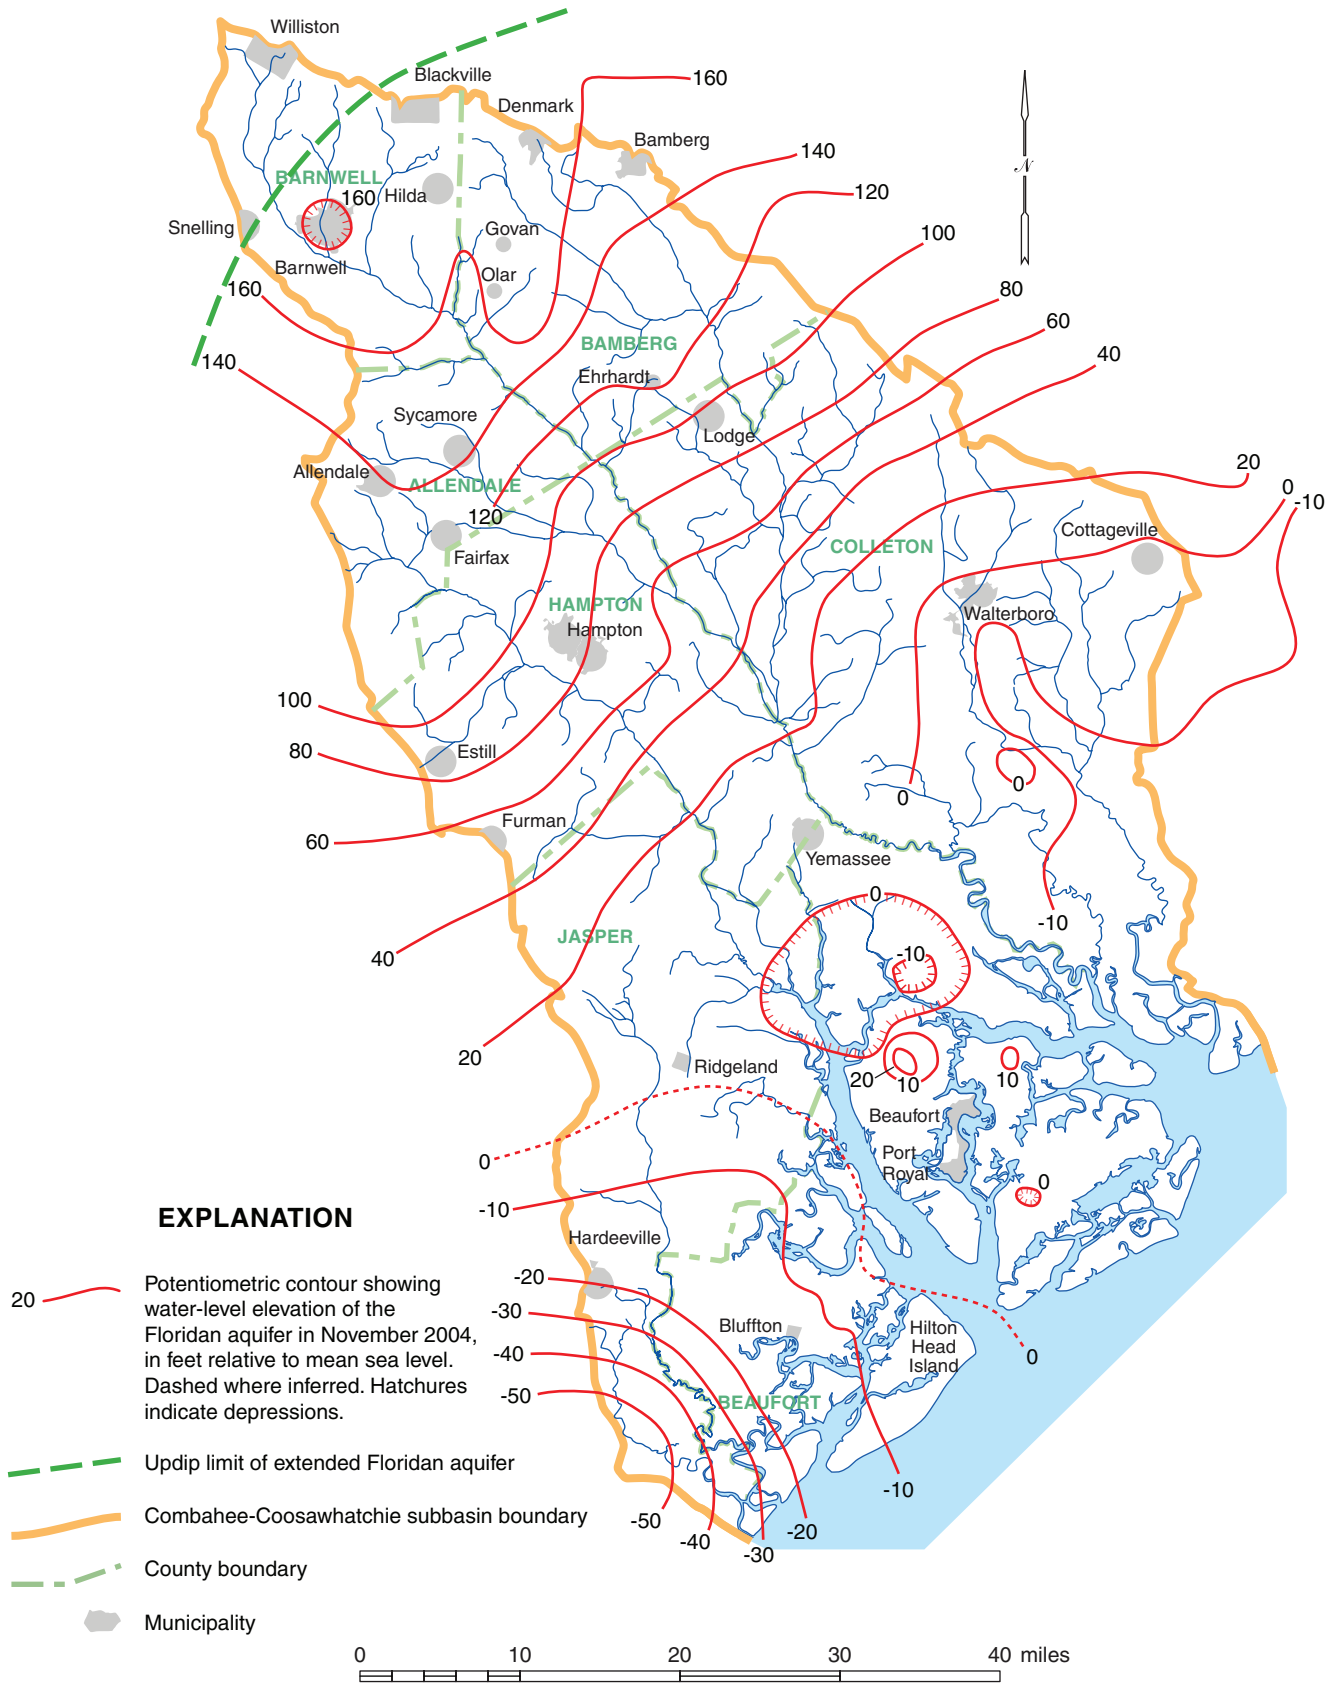 Williston
Blackville
160
Denmark
Bamberg
140
BARNWELL
120
160
Hilda
Snelling
Govan
100
Barnwell
Olar
160
80
60
BAMBERG
40
140
Ehrhardt
Sycamore
Lodge
Allendale
20
ALLENDALE
0
-10
120
Cottageville
COLLETON
Fairfax
HAMPTON
Walterboro
Hampton
100
80
Estill
0
0
60
Furman
Yemassee
0
-10
JASPER
-10
40
20
Ridgeland
20
10
10
Beaufort
Port
Royal
0
0
-10
N
Hardeeville
-20
-30
Bluffton
Hilton
Head
Island
0
-40
-50
BEAUFORT
-10
-50
-20
-40
-30
EXPLANATION
20
Potentiometric contour showing
water-level elevation of the
Floridan aquifer in November 2004,
in feet relative to mean sea level.
Dashed where inferred. Hatchures
indicate depressions.
Updip limit of extended Floridan aquifer
Combahee-Coosawhatchie subbasin boundary
County boundary
Municipality
0 10 20 30 40 miles